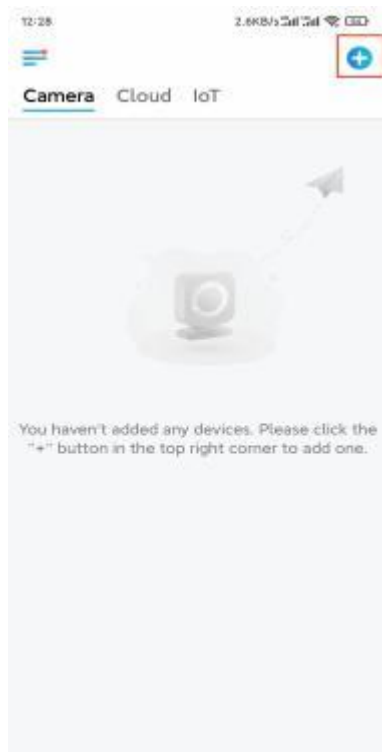 12:28 2.6KB/s
Camera Cloud IoT
You haven't added any devices. Please click the
"+" button in the top right corner to add one.